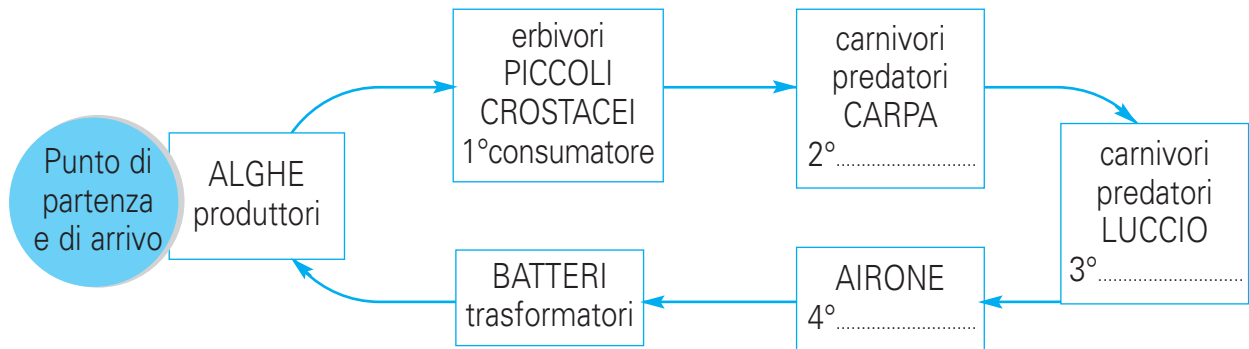 Punto di
partenza
e di arrivo
ALGHE
produttori
erbivori
PICCOLI
CROSTACEI
1°consumatore
carnivori
predatori
CARPA
2°............................
carnivori
predatori
LUCCIO
3°............................
AIRONE
4°............................
BATTERI
trasformatori